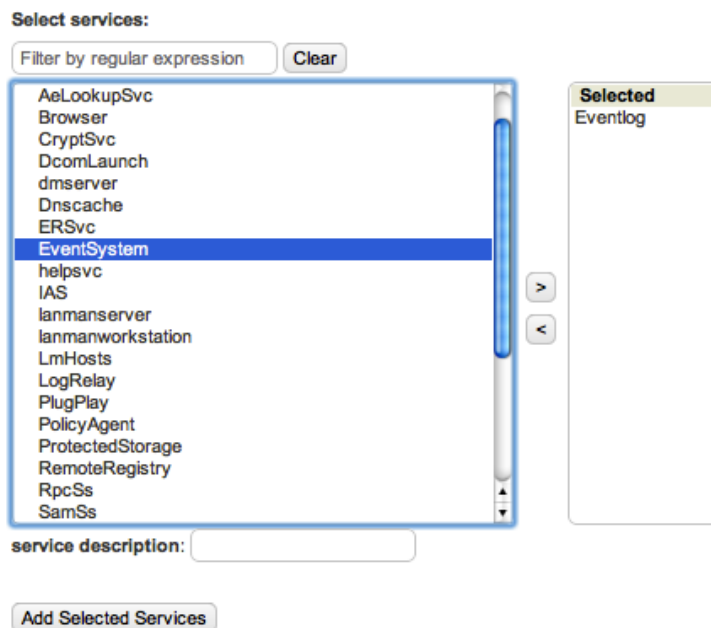 Select services:
Filter by regular expression Clear
AeLookupSvc
Browser
CryptSvc
DcomLaunch
dmserver
Dnscache
ERSvc
EventSystem
helpsvc
IAS
lanmanserver
lanmanworkstation
LmHosts
LogRelay
PlugPlay
PolicyAgent
ProtectedStorage
RemoteRegistry
RpcSs
SamSs
>
<
Selected
Eventlog
service description:
Add Selected Services